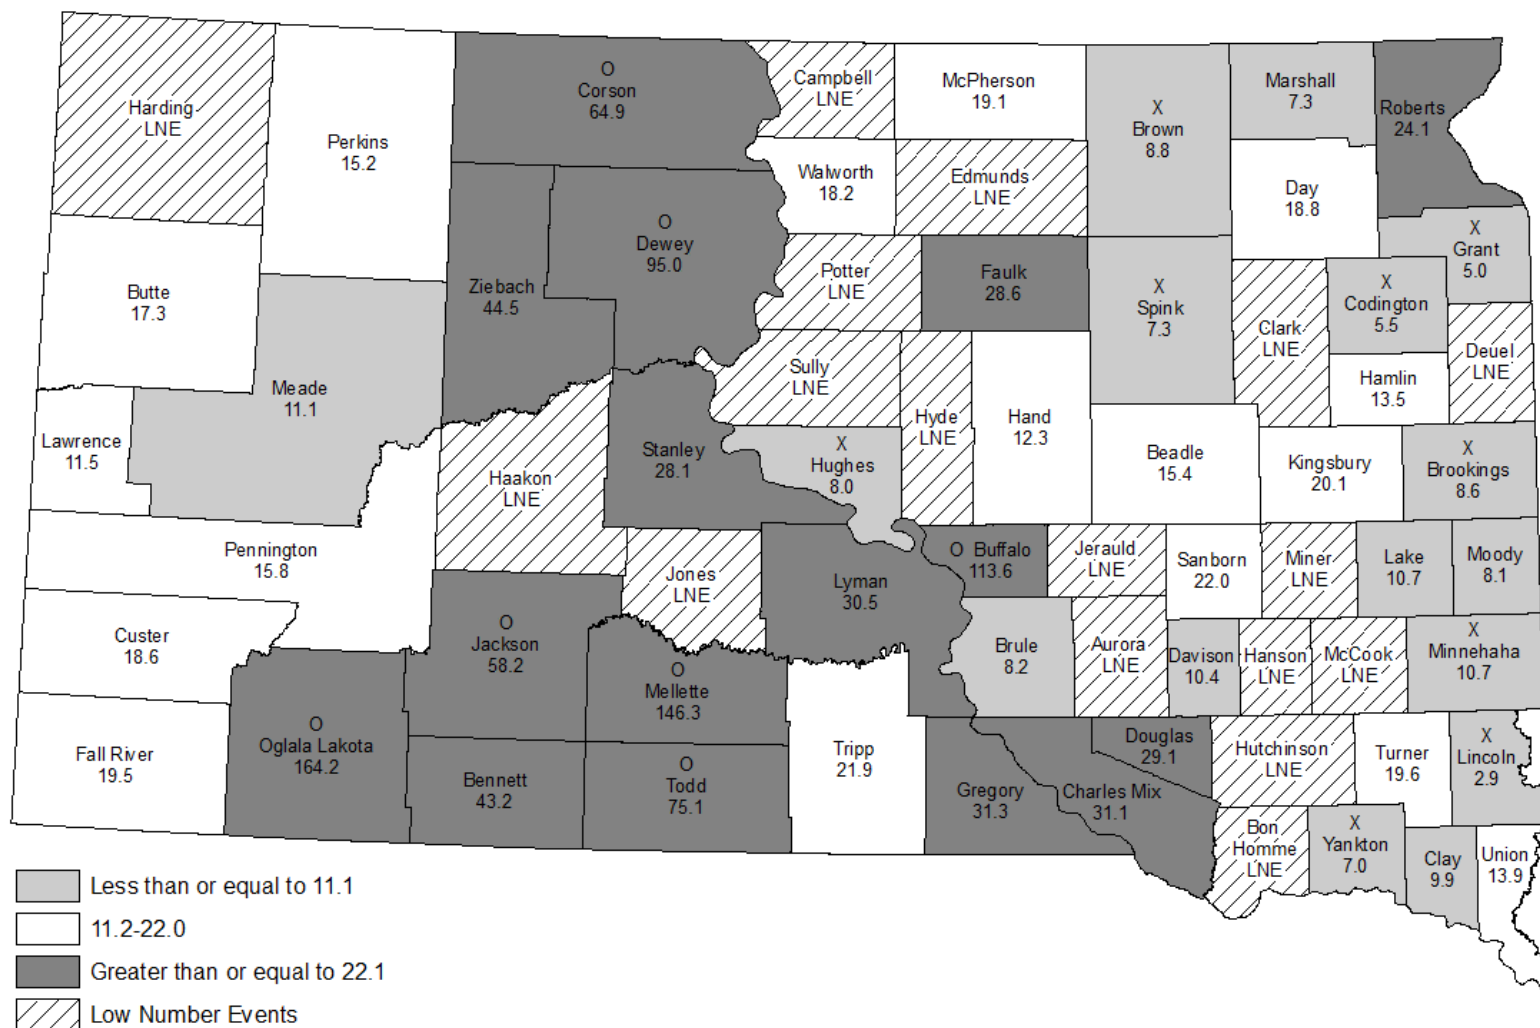 Harding
LNE
Perkins
15.2
O
Corson
64.9
Campbell
LNE
McPherson
19.1
X
Brown
8.8
Marshall
7.3
Roberts
24.1
Walworth
18.2
Edmunds
LNE
Day
18.8
Butte
17.3
Ziebach
44.5
O
Dewey
95.0
Potter
LNE
Faulk
28.6
X
Spink
7.3
X
Grant
5.0
X
Codington
5.5
Clark
LNE
Deuel
LNE
Hamlin
13.5
Meade
11.1
Sully
LNE
Hyde
LNE
Hand
12.3
Lawrence
11.5
Haakon
LNE
Stanley
28.1
X
Hughes
8.0
Beadle
15.4
Kingsbury
20.1
X
Brookings
8.6
Pennington
15.8
Jones
LNE
Lyman
30.5
O Buffalo
113.6
Jerauld
LNE
Sanborn
22.0
Miner
LNE
Lake
10.7
Moody
8.1
Custer
18.6
O
Jackson
58.2
O
Mellette
146.3
Brule
8.2
Aurora
LNE
Davison
10.4
Hanson
LNE
McCook
LNE
X
Minnehaha
10.7
Fall River
19.5
O
Oglala Lakota
164.2
Bennett
43.2
O
Todd
75.1
Tripp
21.9
Gregory
31.3
Charles Mix
31.1
Douglas
29.1
Hutchinson
LNE
Turner
19.6
X
Lincoln
2.9
Bon
Homme
LNE
X
Yankton
7.0
Clay
9.9
Union
13.9
Less than or equal to 11.1
11.2-22.0
Greater than or equal to 22.1
Low Number Events